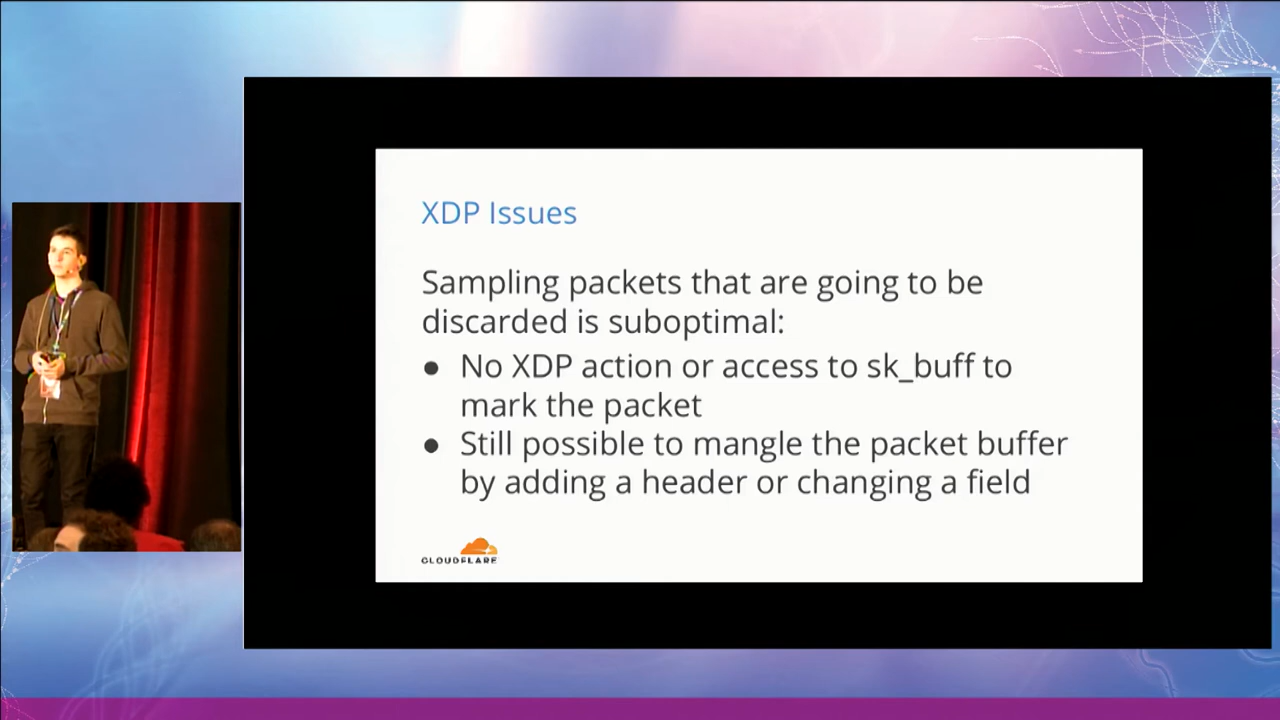 XDP Issues
Sampling packets that are going to be
discarded is suboptimal:
● No XDP action or access to sk_buff to
mark the packet
● Still possible to mangle the packet buffer
by adding a header or changing a field
CLOUDFLARE